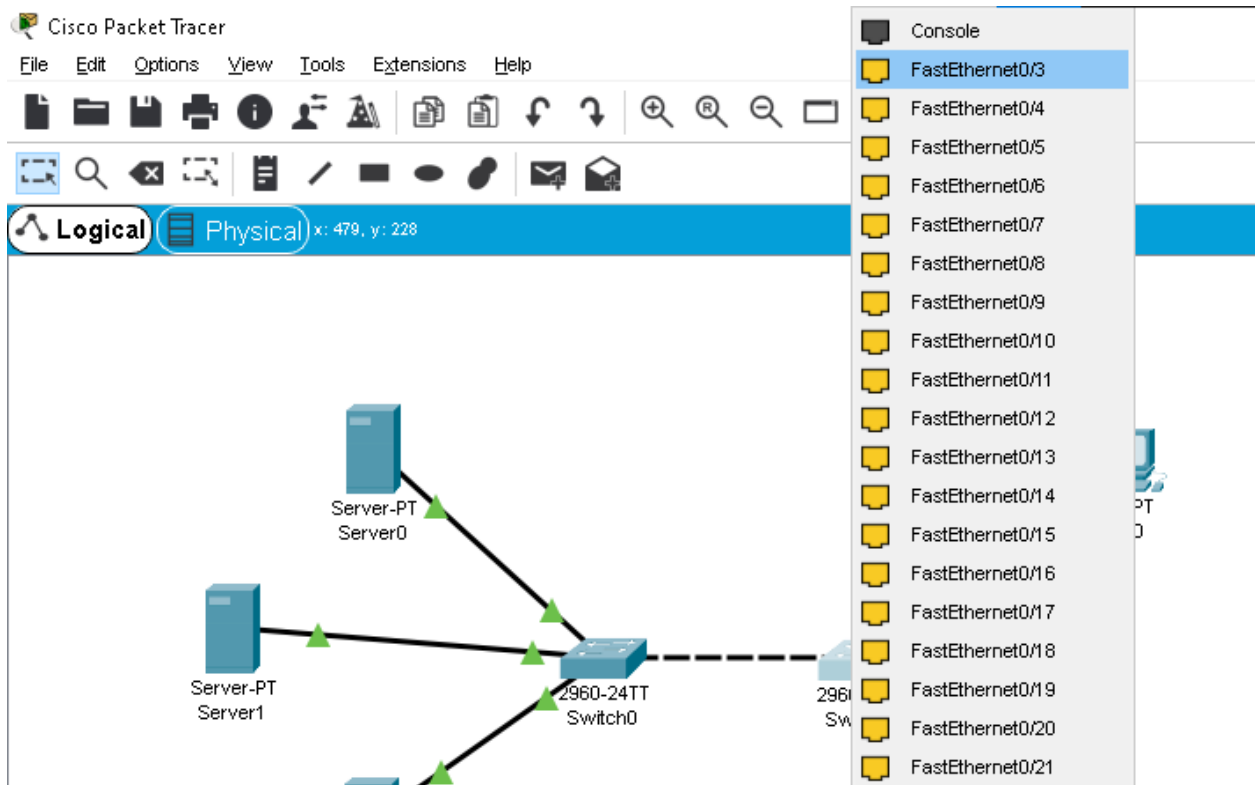 Cisco Packet Tracer
File Edit Options View Tools Extensions Help
Logical Physical x: 479, y: 228
Console
FastEthernet0/3
FastEthernet0/4
FastEthernet0/5
FastEthernet0/6
FastEthernet0/7
FastEthernet0/8
FastEthernet0/9
FastEthernet0/10
FastEthernet0/11
FastEthernet0/12
FastEthernet0/13
FastEthernet0/14
FastEthernet0/15
FastEthernet0/16
FastEthernet0/17
FastEthernet0/18
FastEthernet0/19
FastEthernet0/20
FastEthernet0/21
Server-PT
Server0
Server-PT
Server1
2960-24TT
Switch0
296
Sw
PT